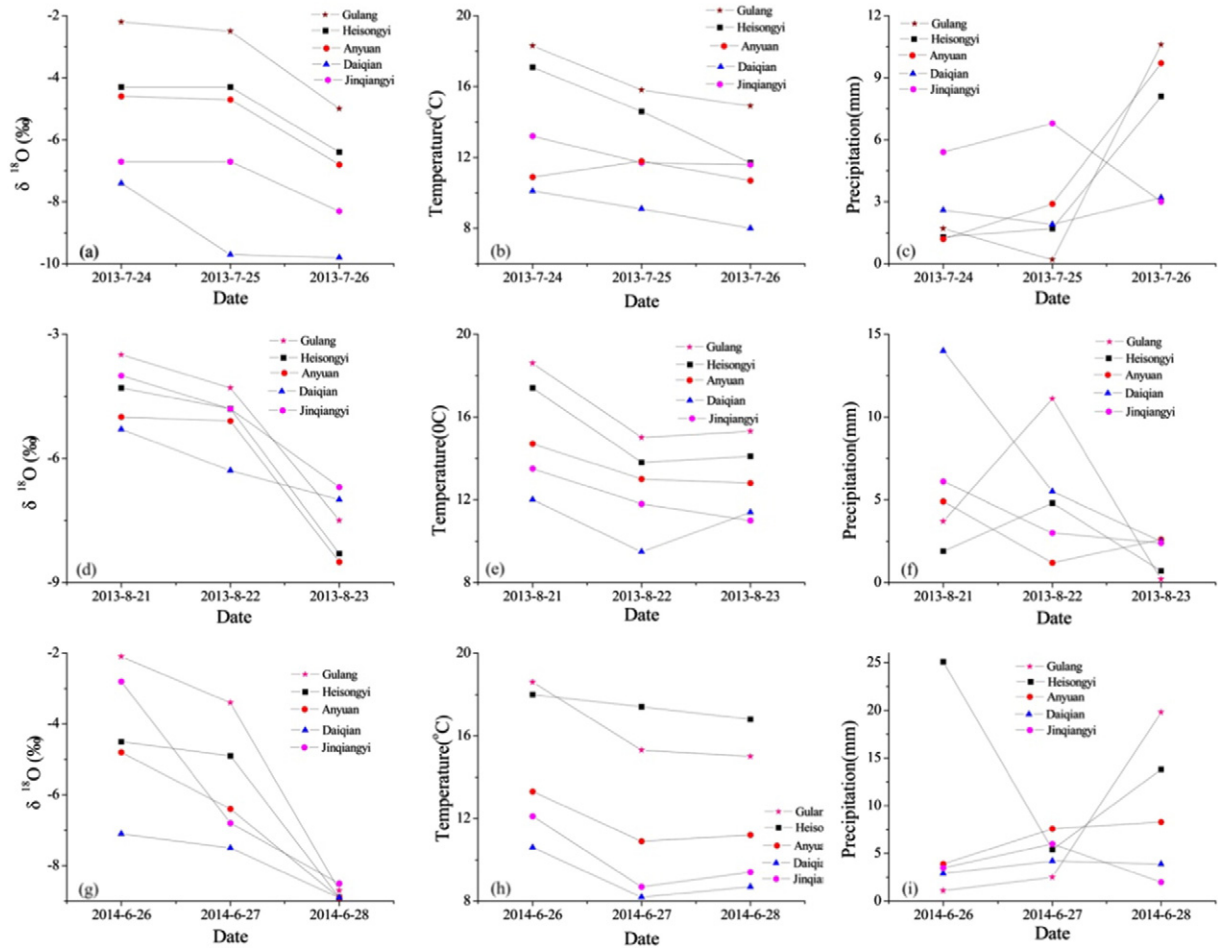 -2
-4
-6
-8
-10
δ 18O (‰)
Gulang
Heisongyi
Anyuan
Daiqian
Jinqiangyi
(a)
2013-7-24 2013-7-25 2013-7-26
Date
20
16
12
8
Temperature(oC)
Gulang
Heisongyi
Anyuan
Daiqian
Jinqiangyi
(b)
2013-7-24 2013-7-25 2013-7-26
Date
12
9
6
3
0
Precipitation(mm)
Gulang
Heisongyi
Anyuan
Daiqian
Jinqiangyi
(c)
2013-7-24 2013-7-25 2013-7-26
Date
-3
-6
-9
δ 18O (‰)
Gulang
Heisongyi
Anyuan
Daiqian
Jinqiangyi
(d)
2013-8-21 2013-8-22 2013-8-23
Date
20
16
12
8
Temperature(0C)
Gulang
Heisongyi
Anyuan
Daiqian
Jinqiangyi
(e)
2013-8-21 2013-8-22 2013-8-23
Date
15
10
5
0
Precipitation(mm)
Gulang
Heisongyi
Anyuan
Daiqian
Jinqiangyi
(f)
2013-8-21 2013-8-22 2013-8-23
Date
-2
-4
-6
-8
δ 18O (‰)
Gulang
Heisongyi
Anyuan
Daiqian
Jinqiangyi
(g)
2014-6-26 2014-6-27 2014-6-28
Date
20
16
12
8
Temperature(oC)
Gular
Heiso
Anyua
Daiqia
Jinqia
(h)
2014-6-26 2014-6-27 2014-6-28
Date
25
20
15
10
5
0
Precipitation(mm)
Gulang
Heisongyi
Anyuan
Daiqian
Jinqiangyi
(i)
2014-6-26 2014-6-27 2014-6-28
Date